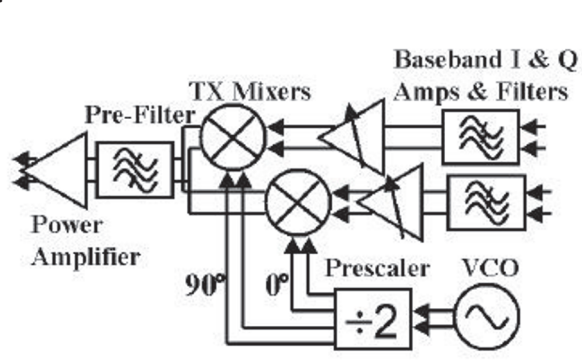 Baseband I & Q
TX Mixers
Amps & Filters
Pre-Filter
Power
Amplifier
90°
0°
Prescaler
VCO
÷2